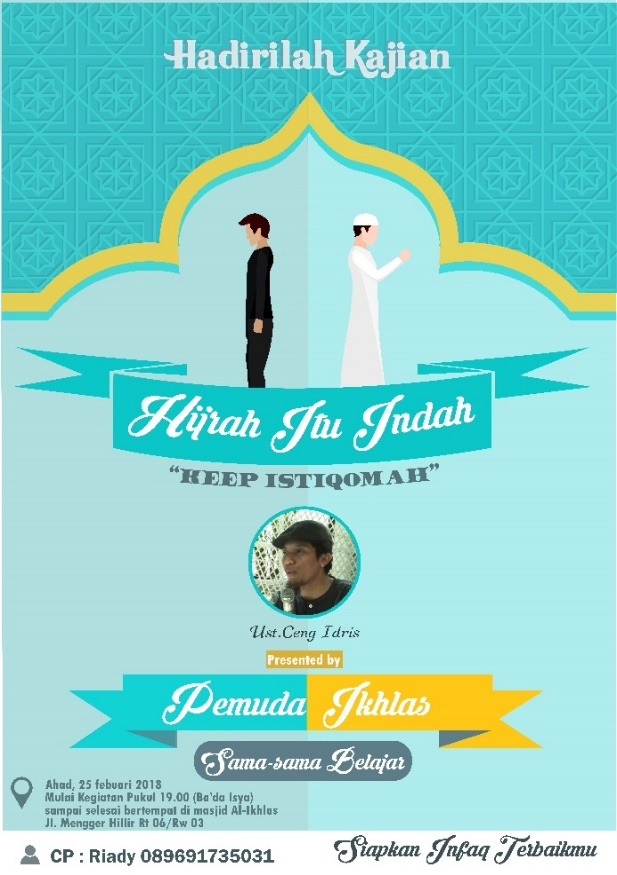 Hadirilah Kajian
Hijrah Itu Indah
“KEEP ISTIQOMAH”
Ust.Ceng Idris
Presented by
Pemuda Ikhlas
Sama-sama Belajar
Ahad, 25 febuari 2018
Mulai Kegiatan Pukul 19.00 (Ba'da Isya)
sampai selesai bertempat di masjid Al-Ikhlas
Jl. Mengger Hillir Rt 06/Rw 03
CP : Riady 089691735031
Siapkan Infaq Terbaikmu